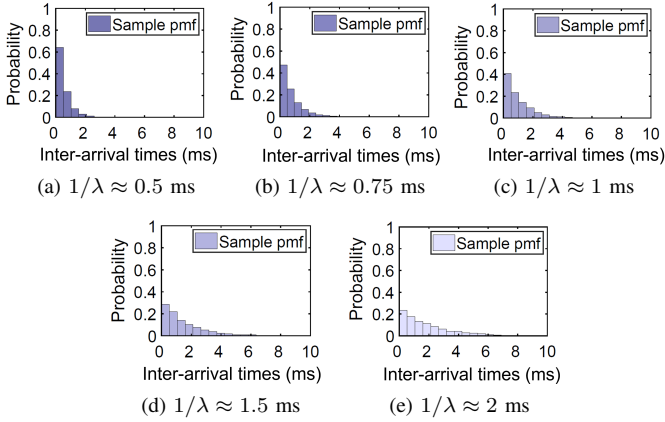 1
0.8
0.6
0.4
0.2
0
Probability
Sample pmf
0 2 4 6 8 10
Inter-arrival times (ms)
(a) 1/λ ≈ 0.5 ms
1
0.8
0.6
0.4
0.2
0
Probability
Sample pmf
0 2 4 6 8 10
Inter-arrival times (ms)
(b) 1/λ ≈ 0.75 ms
1
0.8
0.6
0.4
0.2
0
Probability
Sample pmf
0 2 4 6 8 10
Inter-arrival times (ms)
(c) 1/λ ≈ 1 ms
1
0.8
0.6
0.4
0.2
0
Probability
Sample pmf
0 2 4 6 8 10
Inter-arrival times (ms)
(d) 1/λ ≈ 1.5 ms
1
0.8
0.6
0.4
0.2
0
Probability
Sample pmf
0 2 4 6 8 10
Inter-arrival times (ms)
(e) 1/λ ≈ 2 ms